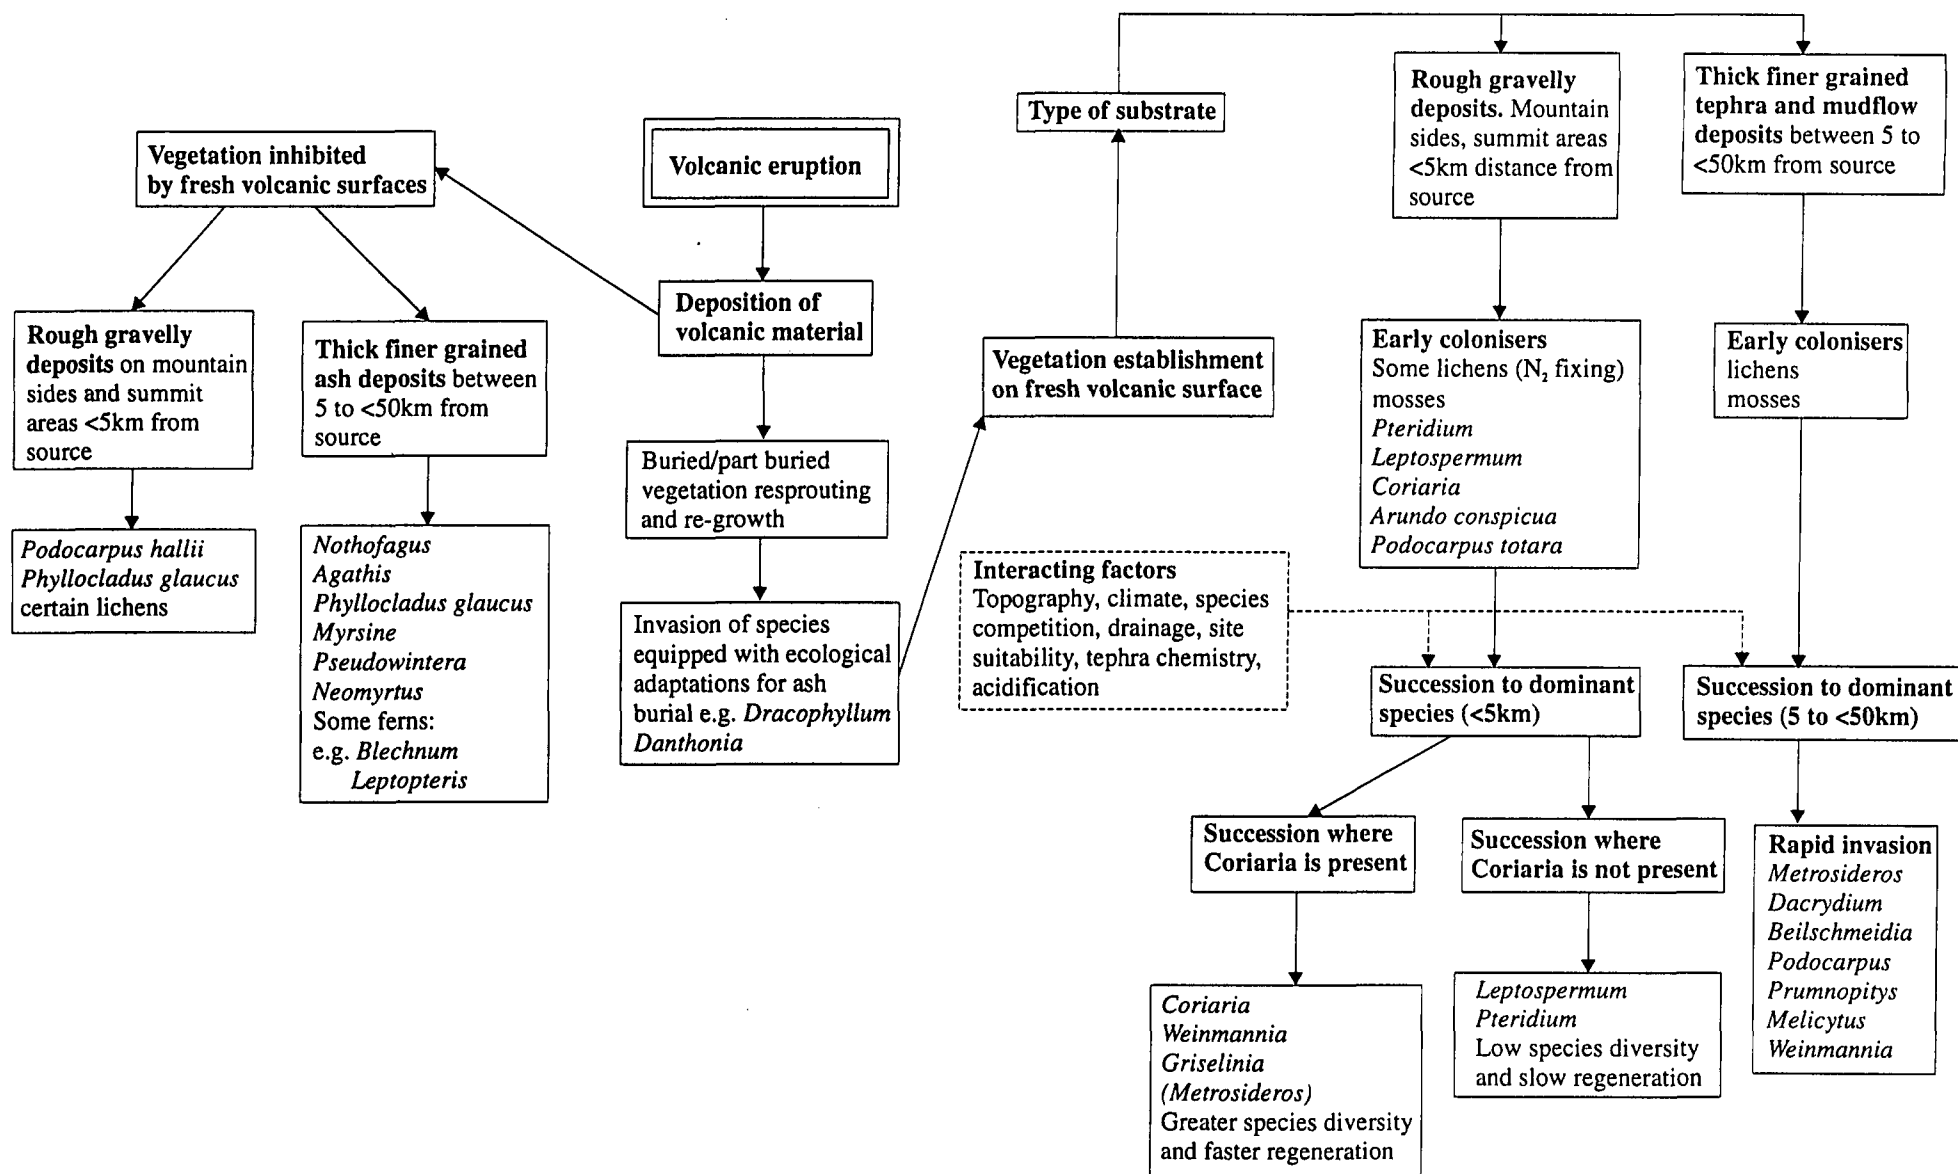 Vegetation inhibited
by fresh volcanic surfaces
Rough gravelly
deposits on mountain
sides and summit
areas <5km from
source
Podocarpus hallii
Phyllocladus glaucus
certain lichens
Thick finer grained
ash deposits between
5 to <50km from
source
Nothofagus
Agathis
Phyllocladus glaucus
Myrsine
Pseudowintera
Neomyrtus
Some ferns:
e.g. Blechnum
Leptopteris
Volcanic eruption
Deposition of
volcanic material
Buried/part buried
vegetation resprouting
and re-growth
Invasion of species
equipped with ecological
adaptations for ash
burial e.g. Dracophyllum
Danthonia
Vegetation establishment
on fresh volcanic surface
Type of substrate
Rough gravelly
deposits. Mountain
sides, summit areas
<5km distance from
source
Early colonisers
Some lichens (N₂ fixing)
mosses
Pteridium
Leptospermum
Coriaria
Arundo conspicua
Podocarpus totara
Interacting factors
Topography, climate, species
competition, drainage, site
suitability, tephra chemistry,
acidification
Succession to dominant
species (<5km)
Succession where
Coriaria is present
Coriaria
Weinmannia
Griselinia
(Metrosideros)
Greater species diversity
and faster regeneration
Succession where
Coriaria is not present
Leptospermum
Pteridium
Low species diversity
and slow regeneration
Thick finer grained
tephra and mudflow
deposits between 5 to
<50km from source
Early colonisers
lichens
mosses
Succession to dominant
species (5 to <50km)
Rapid invasion
Metrosideros
Dacrydium
Beilschmeidia
Podocarpus
Prumnopitys
Melicytus
Weinmannia